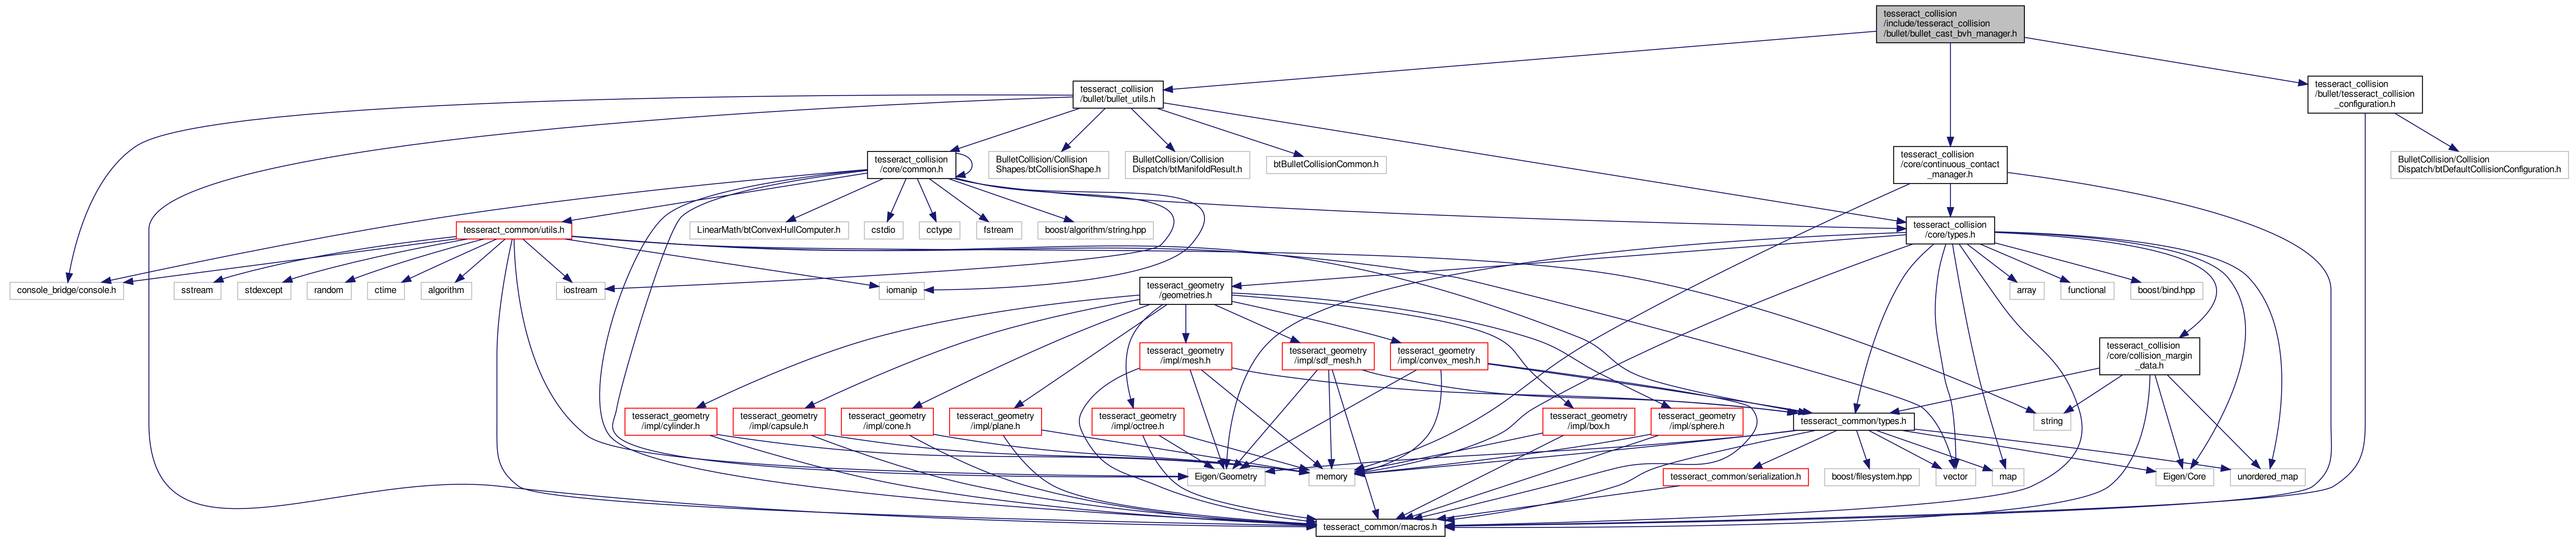 tesseract_collision
/include/tesseract_collision
/bullet/bullet_cast_bvh_manager.h
tesseract_collision
/bullet/bullet_utils.h
tesseract_collision
/bullet/tesseract_collision
_configuration.h
tesseract_collision
/core/common.h
BulletCollision/Collision
Shapes/btCollisionShape.h
BulletCollision/Collision
Dispatch/btManifoldResult.h
btBulletCollisionCommon.h
tesseract_collision
/core/continuous_contact
_manager.h
BulletCollision/Collision
Dispatch/btDefaultCollisionConfiguration.h
tesseract_common/utils.h
LinearMath/btConvexHullComputer.h
cstdio
cctype
fstream
boost/algorithm/string.hpp
tesseract_collision
/core/types.h
console_bridge/console.h
sstream
stdexcept
random
ctime
algorithm
iostream
iomanip
tesseract_geometry
/geometries.h
array
functional
boost/bind.hpp
tesseract_geometry
/impl/mesh.h
tesseract_geometry
/impl/sdf_mesh.h
tesseract_geometry
/impl/convex_mesh.h
tesseract_collision
/core/collision_margin
_data.h
tesseract_geometry
/impl/cylinder.h
tesseract_geometry
/impl/capsule.h
tesseract_geometry
/impl/cone.h
tesseract_geometry
/impl/plane.h
tesseract_geometry
/impl/octree.h
tesseract_geometry
/impl/box.h
tesseract_geometry
/impl/sphere.h
tesseract_common/types.h
string
Eigen/Geometry
memory
tesseract_common/serialization.h
boost/filesystem.hpp
vector
map
Eigen/Core
unordered_map
tesseract_common/macros.h